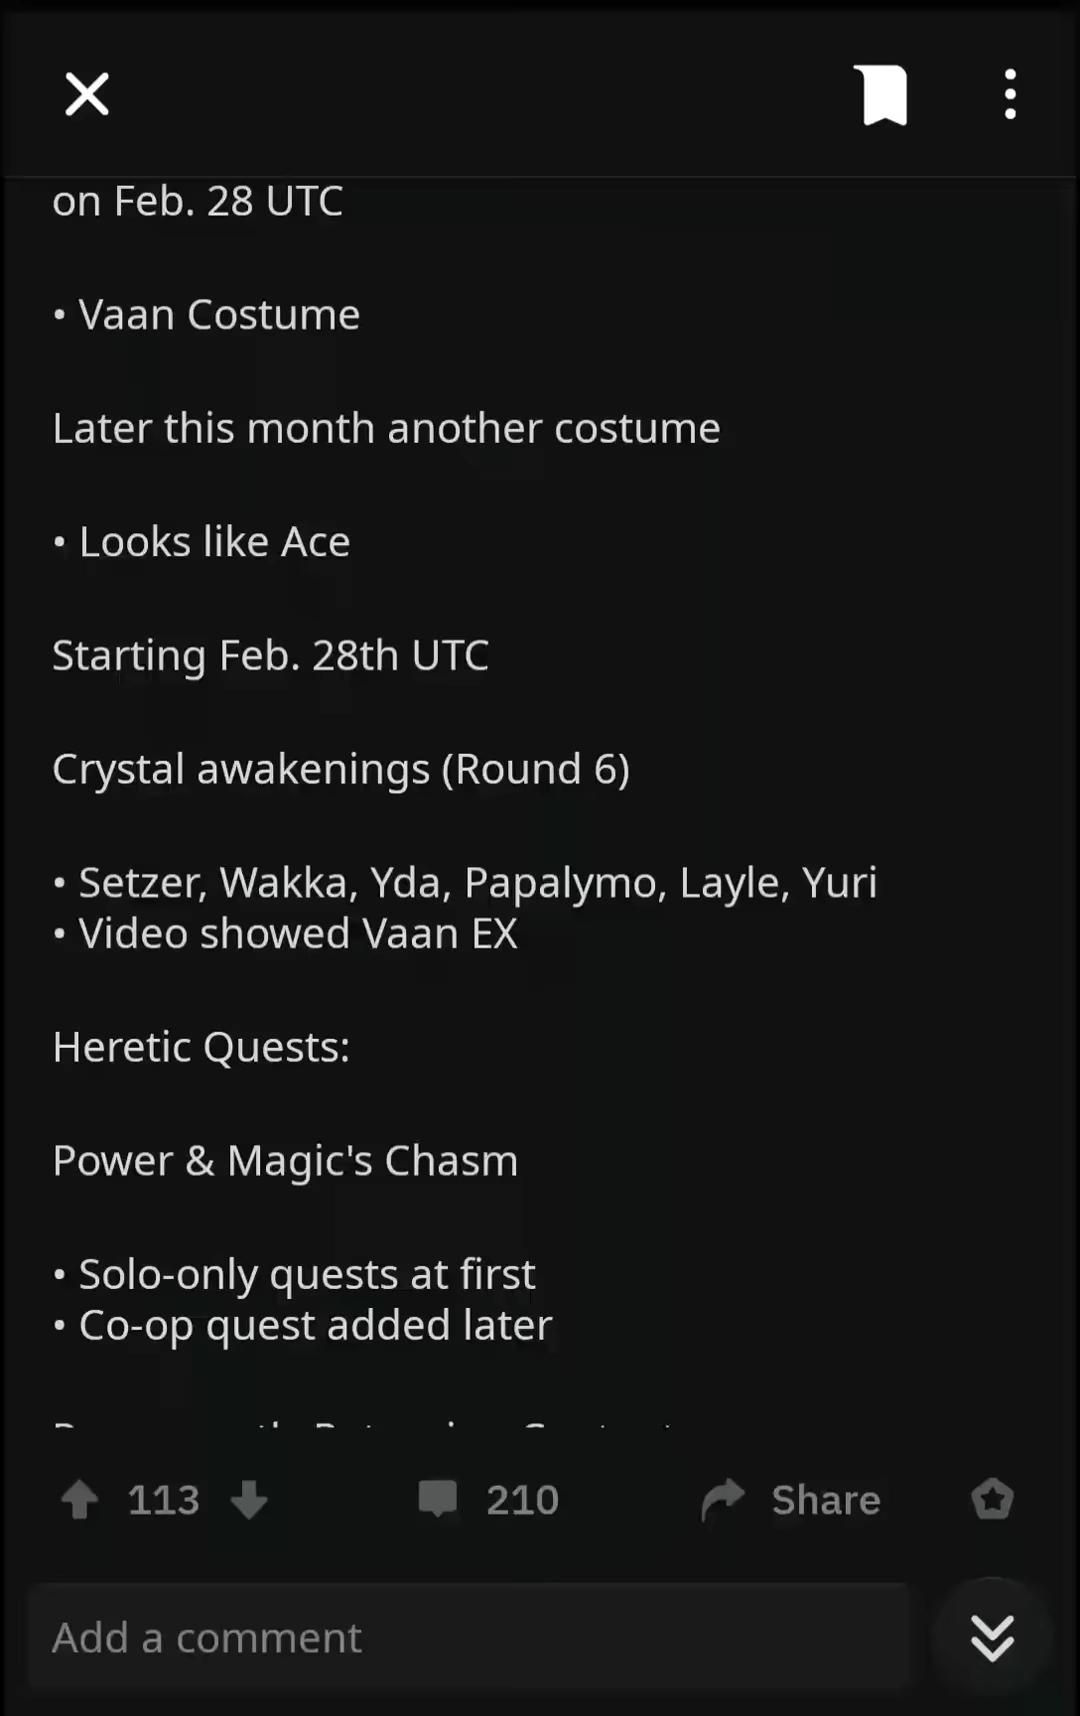 on Feb. 28 UTC
• Vaan Costume
Later this month another costume
• Looks like Ace
Starting Feb. 28th UTC
Crystal awakenings (Round 6)
• Setzer, Wakka, Yda, Papalymo, Layle, Yuri
• Video showed Vaan EX
Heretic Quests:
Power & Magic's Chasm
• Solo-only quests at first
• Co-op quest added later
113
210
Share
Add a comment